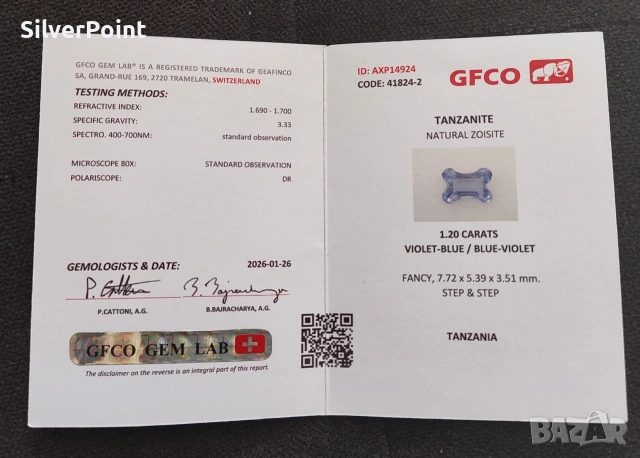 SilverPoint
GFCO GEM LAB® IS A REGISTERED TRADEMARK OF GEAFINCO
SA, GRAND-RUE 169, 2720 TRAMELAN, SWITZERLAND
TESTING METHODS:
REFRACTIVE INDEX: 1.690 - 1.700
SPECIFIC GRAVITY: 3.33
SPECTRO. 400-700NM: standard observation
MICROSCOPE 80X: STANDARD OBSERVATION
POLARISCOPE: DR
GEMOLOGISTS & DATE: 2026-01-26
P. Cattoni B. Bajracharya
P.CATTONI, A.G. B.BAJRACHARYA, A.G.
GFCO GEM LAB
The disclaimer on the reverse is an integral part of this report.
ID: AXP14924
CODE: 41824-2
GFCO
TANZANITE
NATURAL ZOISITE
1.20 CARATS
VIOLET-BLUE / BLUE-VIOLET
FANCY, 7.72 x 5.39 x 3.51 mm.
STEP & STEP
TANZANIA
BAZAR